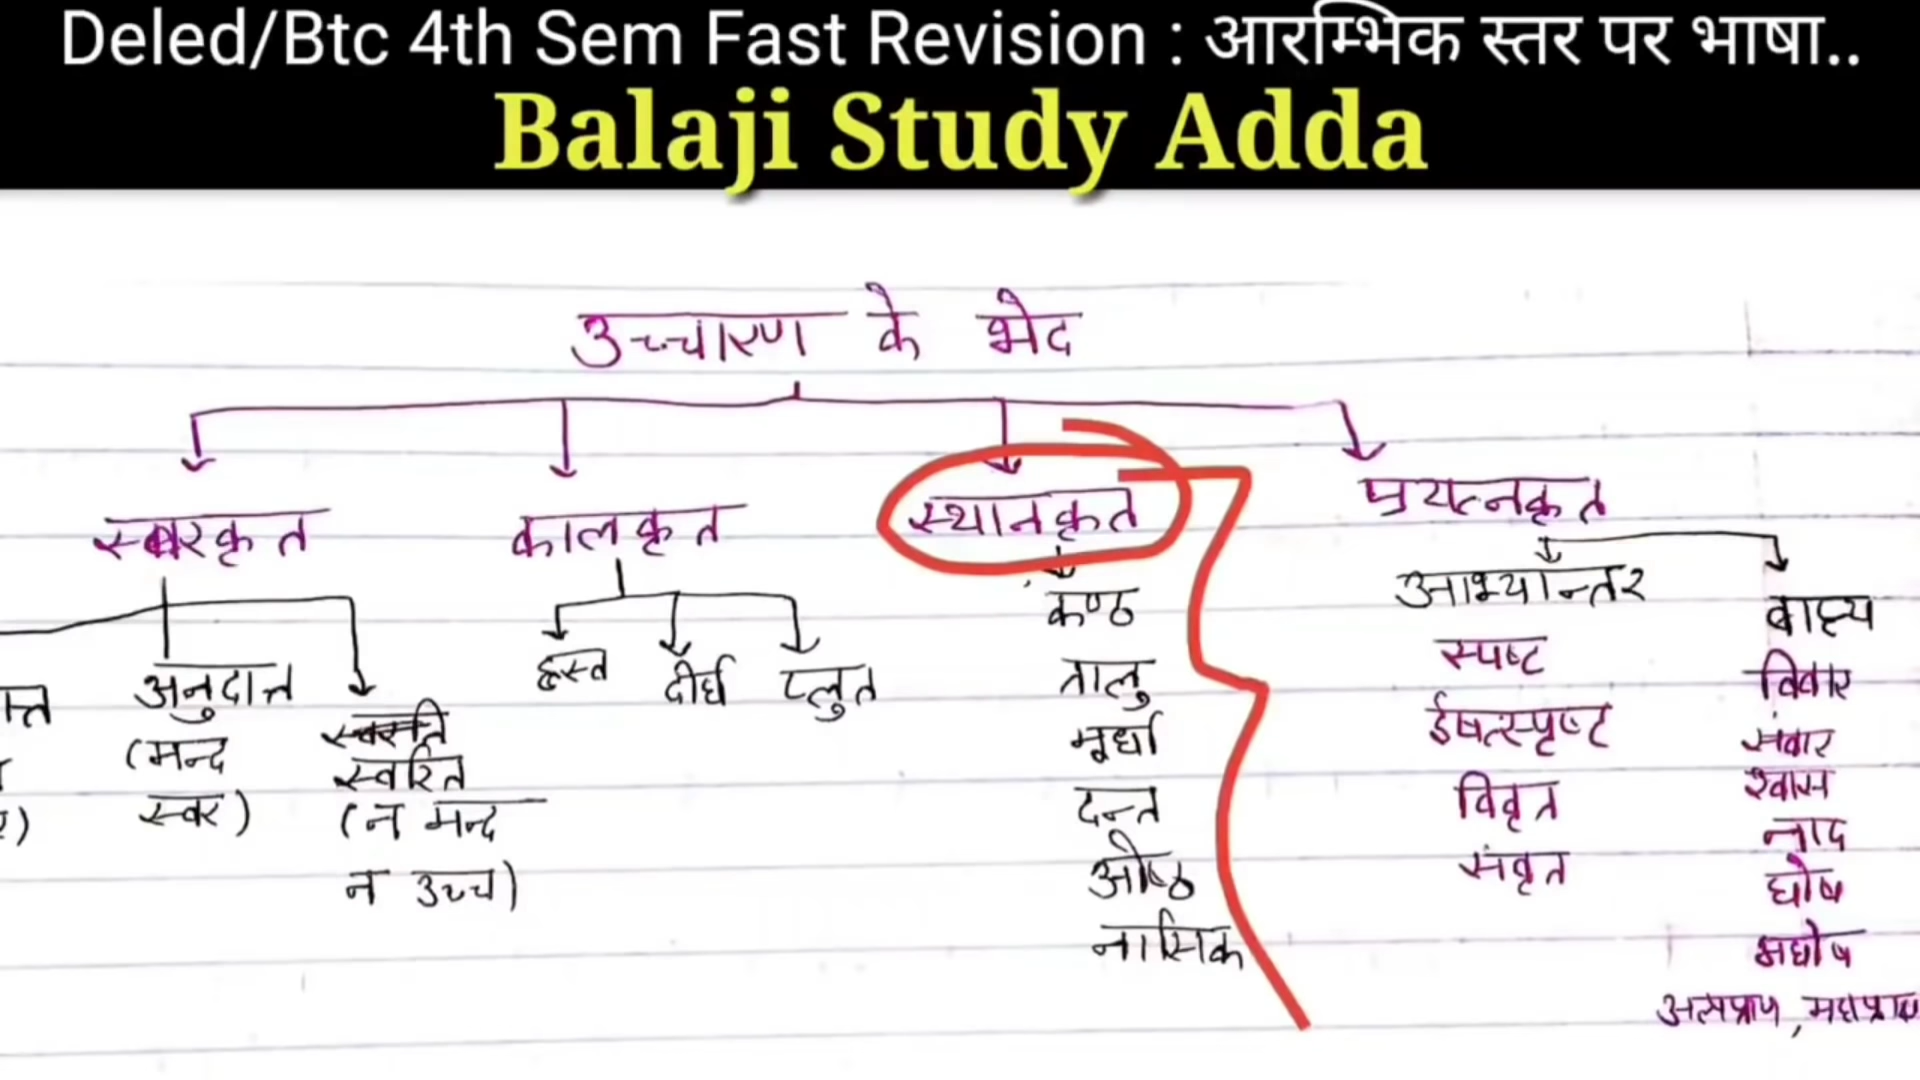 Deled/Btc 4th Sem Fast Revision : आरम्भिक स्तर पर भाषा..
Balaji Study Adda
उच्चारण के भेद
स्वरकृत कालकृत स्थानकृत प्रयत्नकृत
अनुदात्त
(मन्द
स्वर)
स्वरित
(न मन्द
न उच्च)
ह्रस्व दीर्घ प्लुत
कण्ठ
तालु
मूर्धा
दन्त
ओष्ठ
नासिक
आभ्यान्तर
स्पष्ट
ईषत्स्पृष्ट
विवृत
संवृत
बाह्य
विवार
संवार
श्वास
नाद
घोष
अघोष
अल्पप्राण, महाप्राण